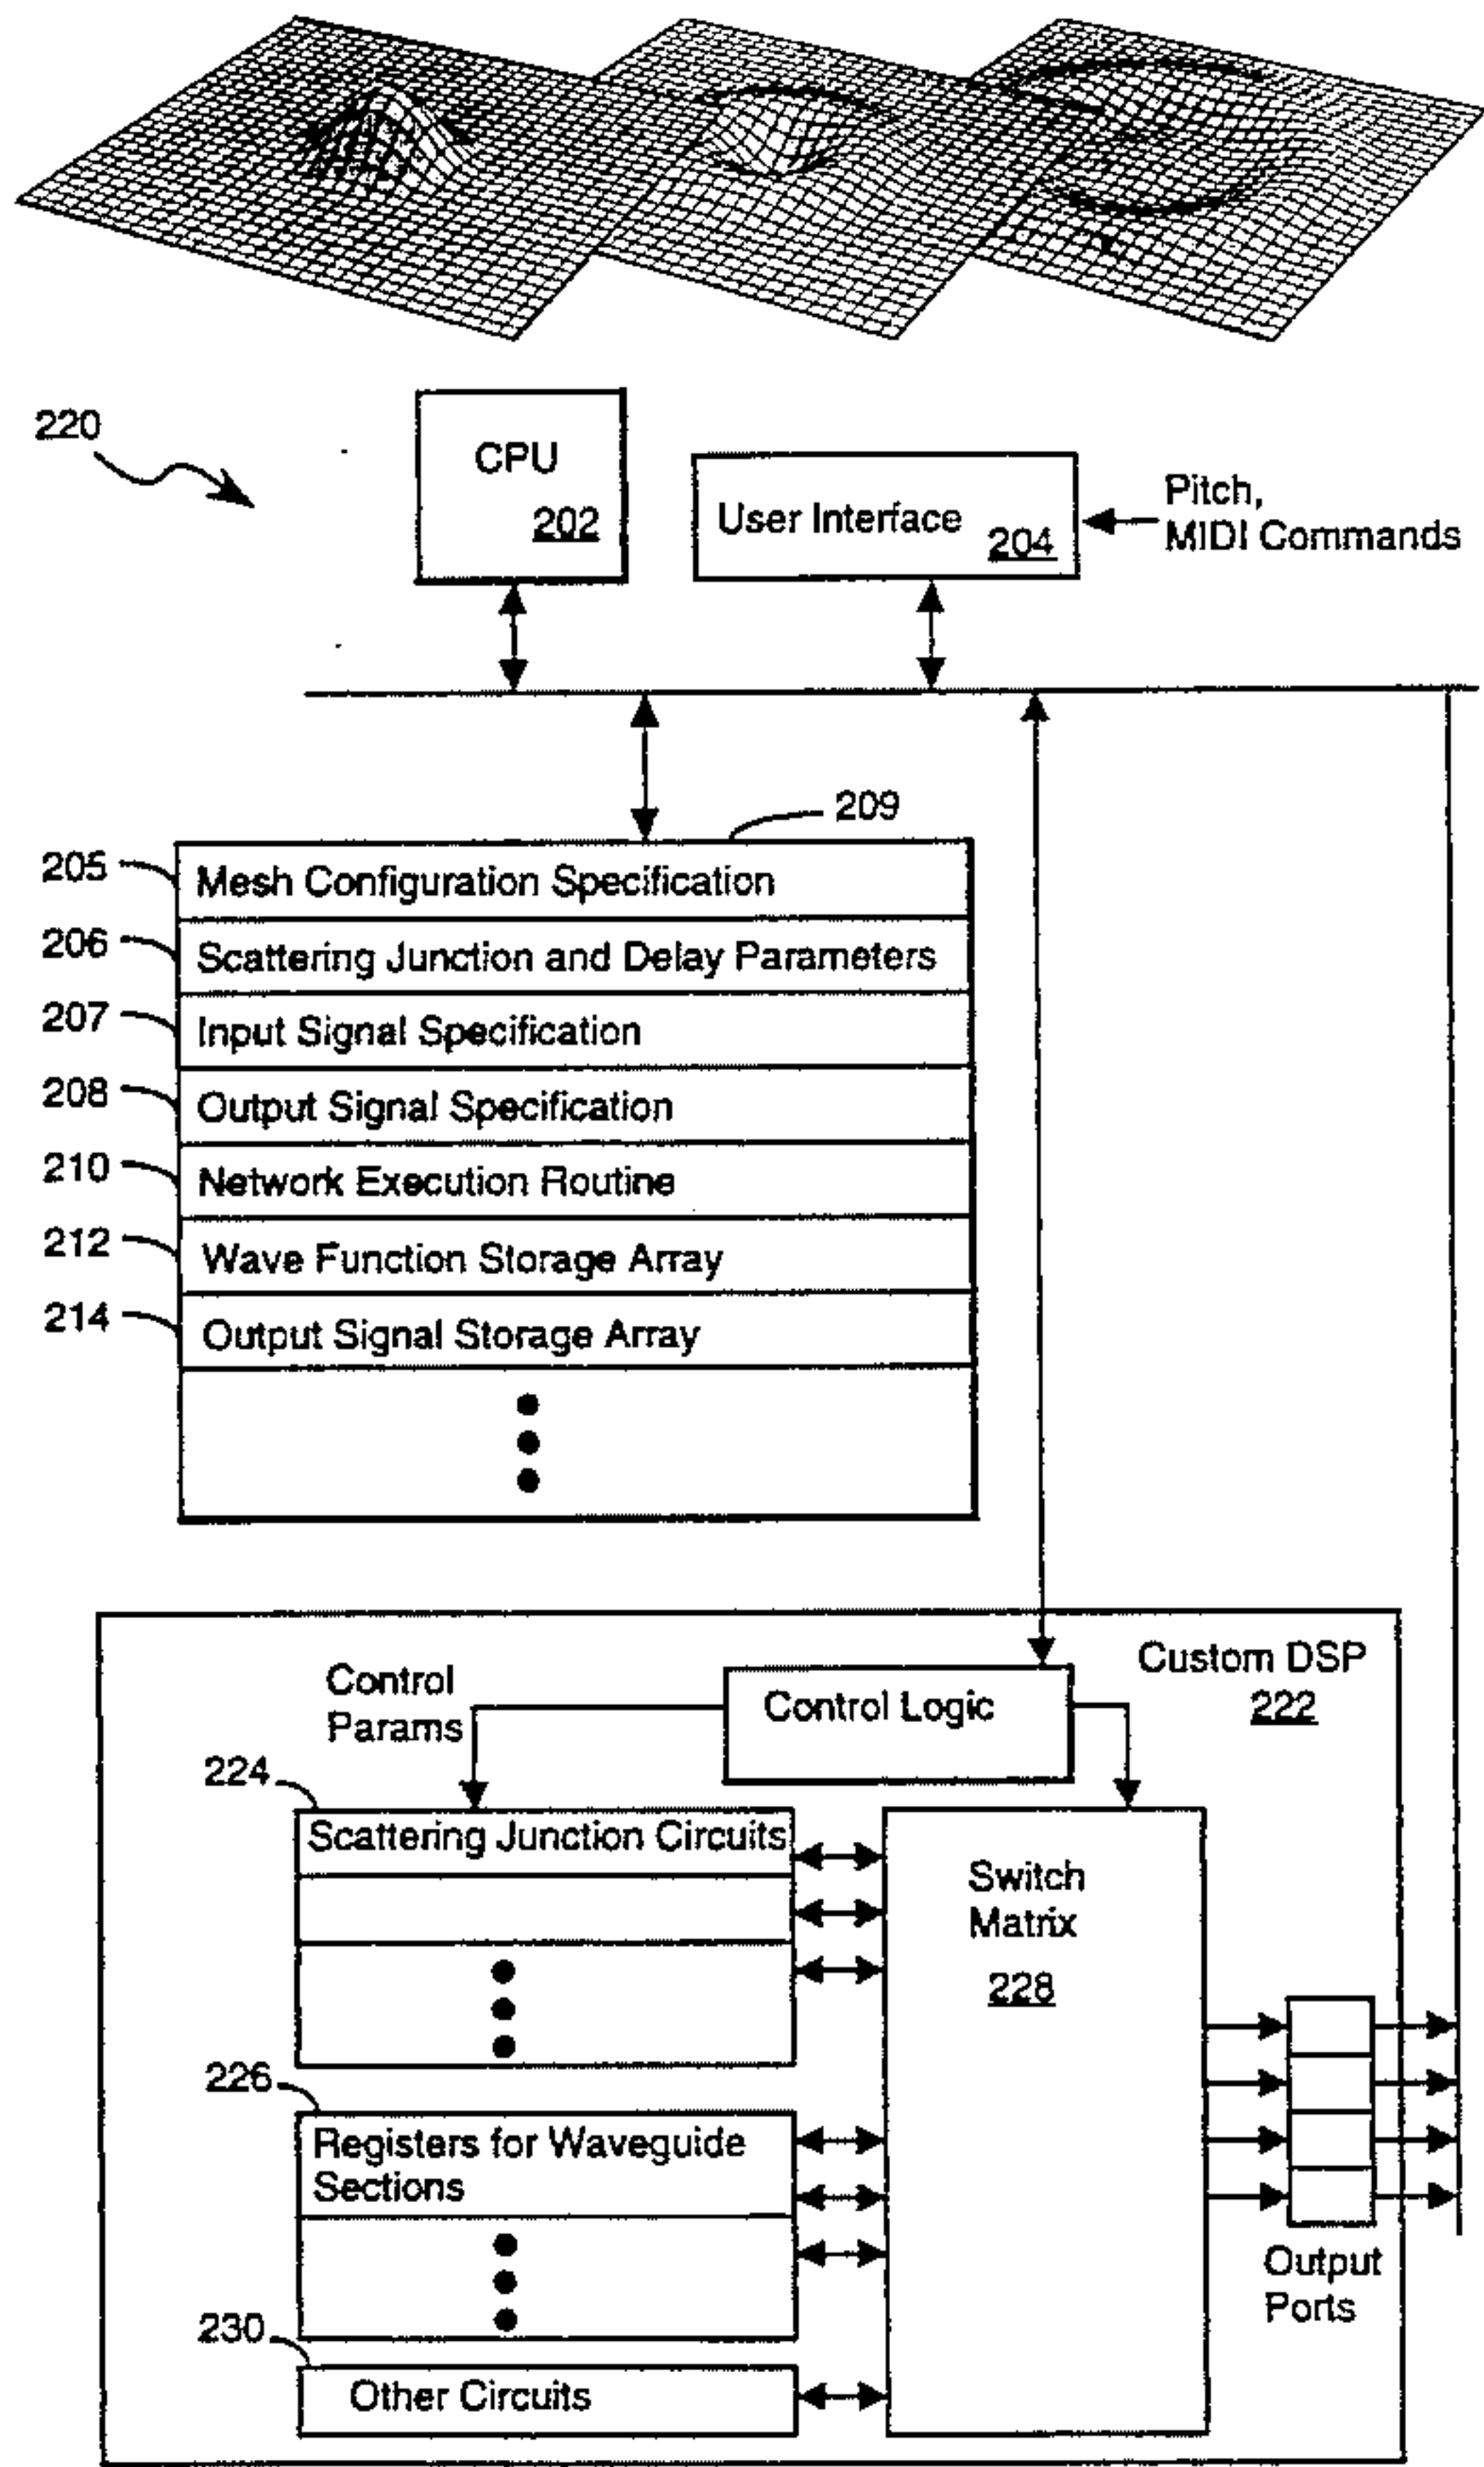 220
CPU
202
User Interface
204
Pitch,
MIDI Commands
209
205
Mesh Configuration Specification
206
Scattering Junction and Delay Parameters
207
Input Signal Specification
208
Output Signal Specification
210
Network Execution Routine
212
Wave Function Storage Array
214
Output Signal Storage Array
Custom DSP
222
Control
Params
Control Logic
224
Scattering Junction Circuits
Switch
Matrix
228
226
Registers for Waveguide
Sections
Output
Ports
230
Other Circuits